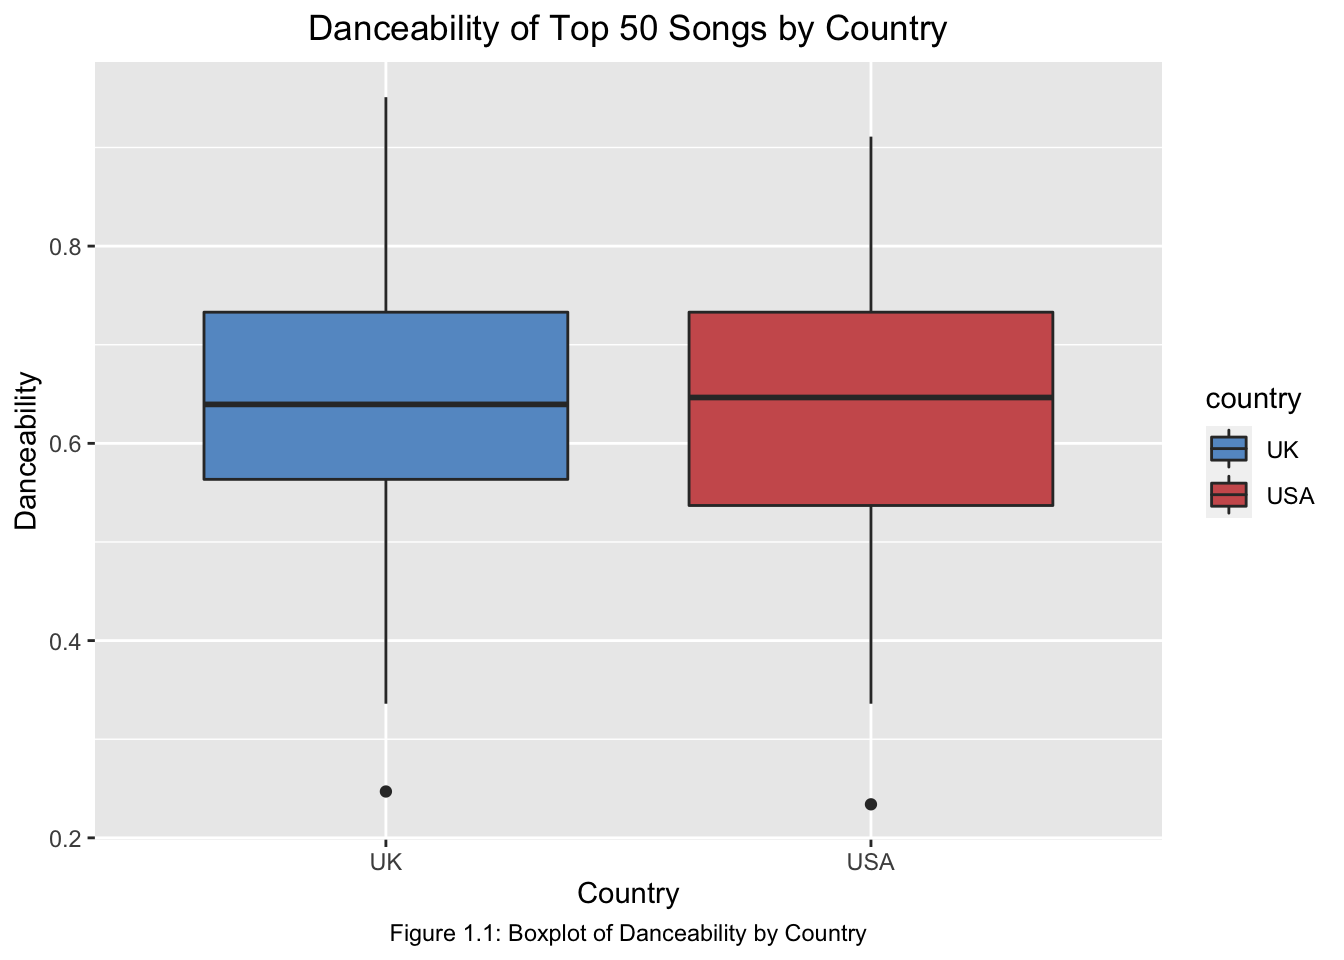 Danceability of Top 50 Songs by Country
Danceability
0.8
0.6
0.4
0.2
UK
USA
Country
country
UK
USA
Figure 1.1: Boxplot of Danceability by Country